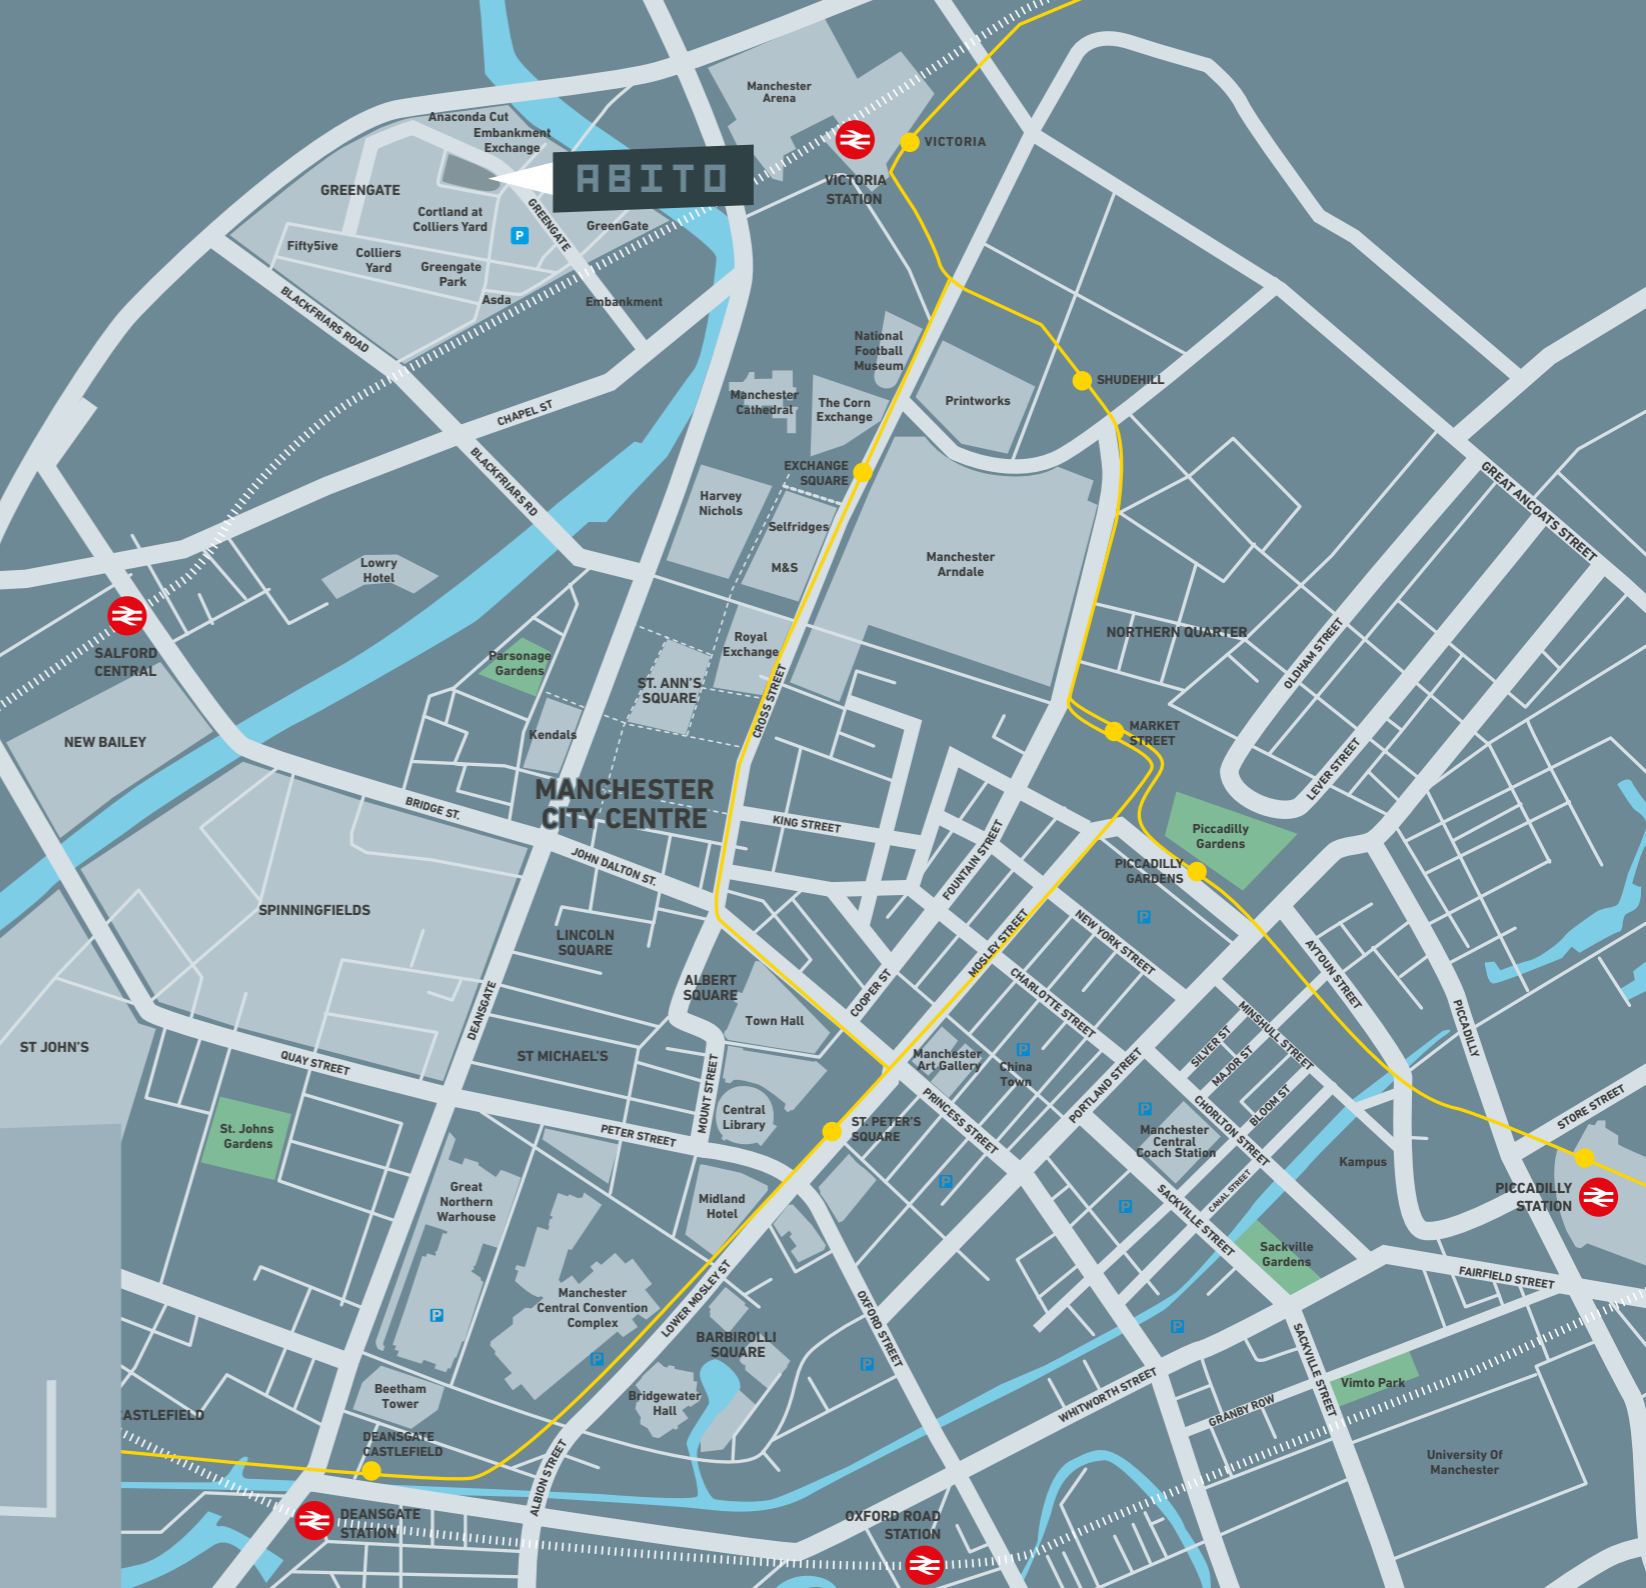 Manchester
Arena
Anaconda Cut
Embankment
Exchange
VICTORIA
ABITO
VICTORIA
STATION
GREENGATE
Cortland at
Colliers Yard
P
GREENGATE
GreenGate
Fifty5ive
Colliers
Yard
Greengate
Park
Asda
Embankment
BLACKFRIARS ROAD
National
Football
Museum
SHUDEHILL
Printworks
Manchester
Cathedral
The Corn
Exchange
CHAPEL ST
BLACKFRIARS RD
EXCHANGE
SQUARE
Harvey
Nichols
Selfridges
M&S
GREAT ANCOATS STREET
Manchester
Arndale
Lowry
Hotel
SALFORD
CENTRAL
Parsonage
Gardens
Royal
Exchange
NORTHERN QUARTER
OLDHAM STREET
ST. ANN'S
SQUARE
CROSS STREET
NEW BAILEY
Kendals
MARKET
STREET
LEVER STREET
MANCHESTER
CITY CENTRE
BRIDGE ST.
KING STREET
Piccadilly
Gardens
JOHN DALTON ST.
FOUNTAIN STREET
PICCADILLY
GARDENS
SPINNINGFIELDS
P
LINCOLN
SQUARE
MOSLEY STREET
NEW YORK STREET
AYTOUN STREET
ALBERT
SQUARE
COOPER ST
CHARLOTTE STREET
DEANSGATE
Town Hall
PICCADILLY
MINSHULL STREET
ST JOHN'S
QUAY STREET
ST MICHAEL'S
Manchester
Art Gallery
P
China
Town
SILVER ST
MAJOR ST
BLOOM ST
MOUNT STREET
PORTLAND STREET
Central
Library
PRINCESS STREET
P
CHORLTON STREET
STORE STREET
St. Johns
Gardens
PETER STREET
ST. PETER'S
SQUARE
Manchester
Central
Coach Station
Kampus
Great
Northern
Warhouse
Midland
Hotel
P
P
CANAL STREET
SACKVILLE STREET
PICCADILLY
STATION
Sackville
Gardens
FAIRFIELD STREET
Manchester
Central Convention
Complex
P
LOWER MOSLEY ST
OXFORD STREET
P
BARBIROLLI
SQUARE
P
P
SACKVILLE STREET
WHITWORTH STREET
Vimto Park
GRANBY ROW
Beetham
Tower
Bridgewater
Hall
CASTLEFIELD
DEANSGATE
CASTLEFIELD
ALBION STREET
University Of
Manchester
DEANSGATE
STATION
OXFORD ROAD
STATION